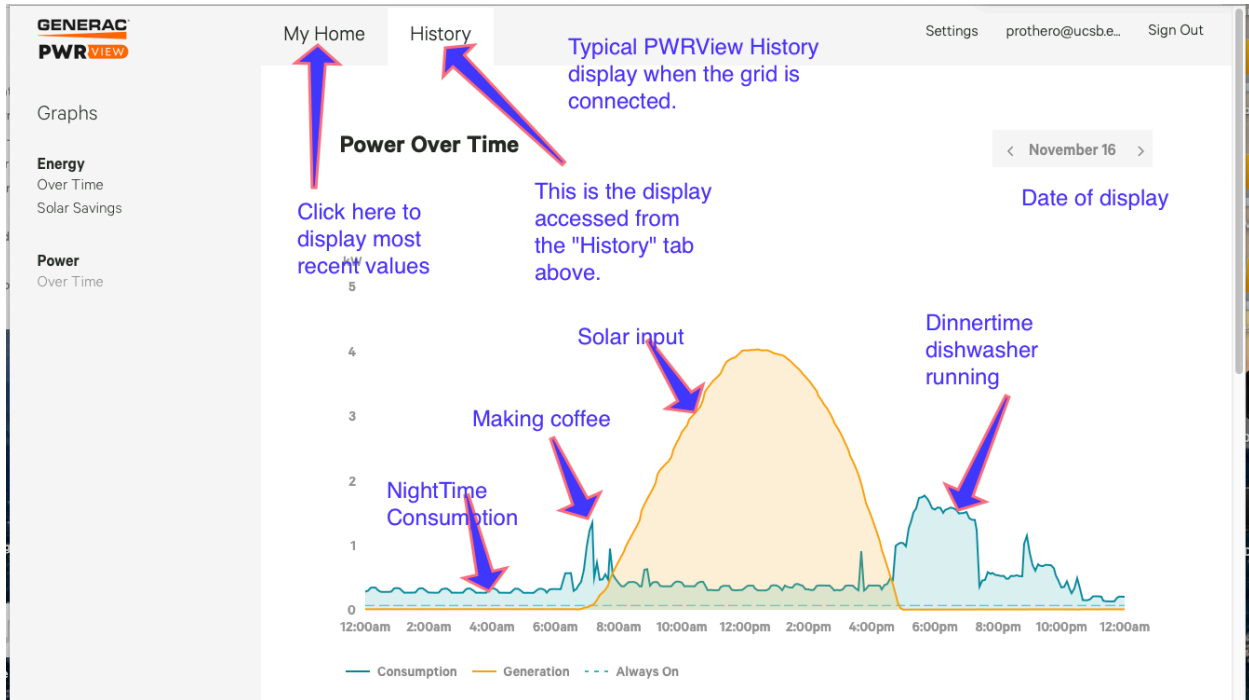 GENERAC
PWRVIEW
My Home
History
Settings
prothero@ucsb.e...
Sign Out
Typical PWRView History
display when the grid is
connected.
Graphs
Energy
Over Time
Solar Savings
Power
Over Time
Power Over Time
< November 16 >
Date of display
Click here to
display most
recent values
This is the display
accessed from
the "History" tab
above.
kW
5
4
3
2
1
0
Solar input
Dinnertime
dishwasher
running
Making coffee
NightTime
Consumption
12:00am 2:00am 4:00am 6:00am 8:00am 10:00am 12:00pm 2:00pm 4:00pm 6:00pm 8:00pm 10:00pm 12:00am
Consumption Generation Always On